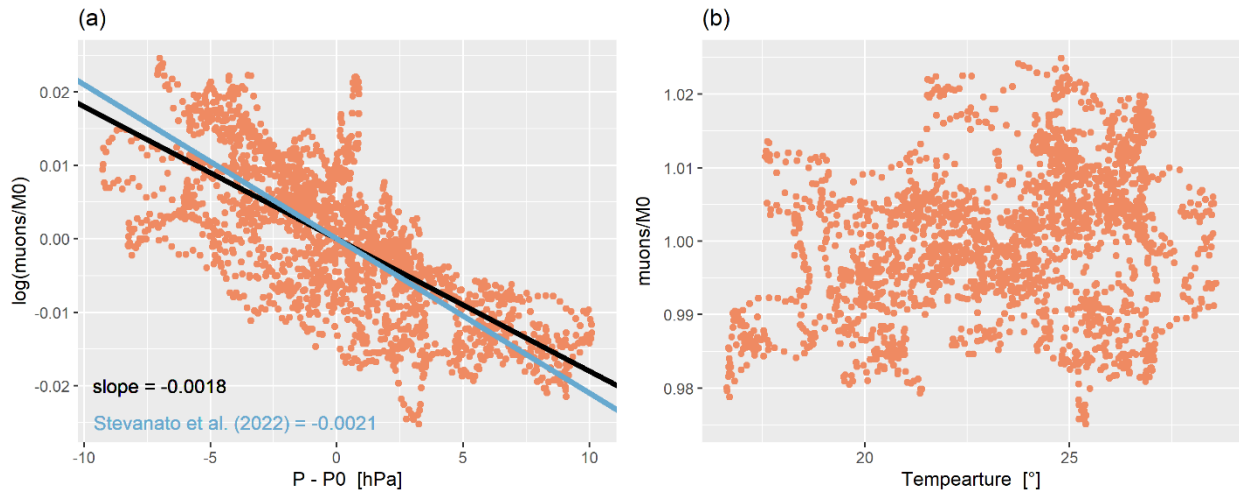 (a)
log(muons/M0)
0.02
0.01
0.00
-0.01
-0.02
slope = -0.0018
Stevanato et al. (2022) = -0.0021
-10 -5 0 5 10
P - P0 [hPa]
(b)
muons/M0
1.02
1.01
1.00
0.99
0.98
20 25
Tempearture [°]